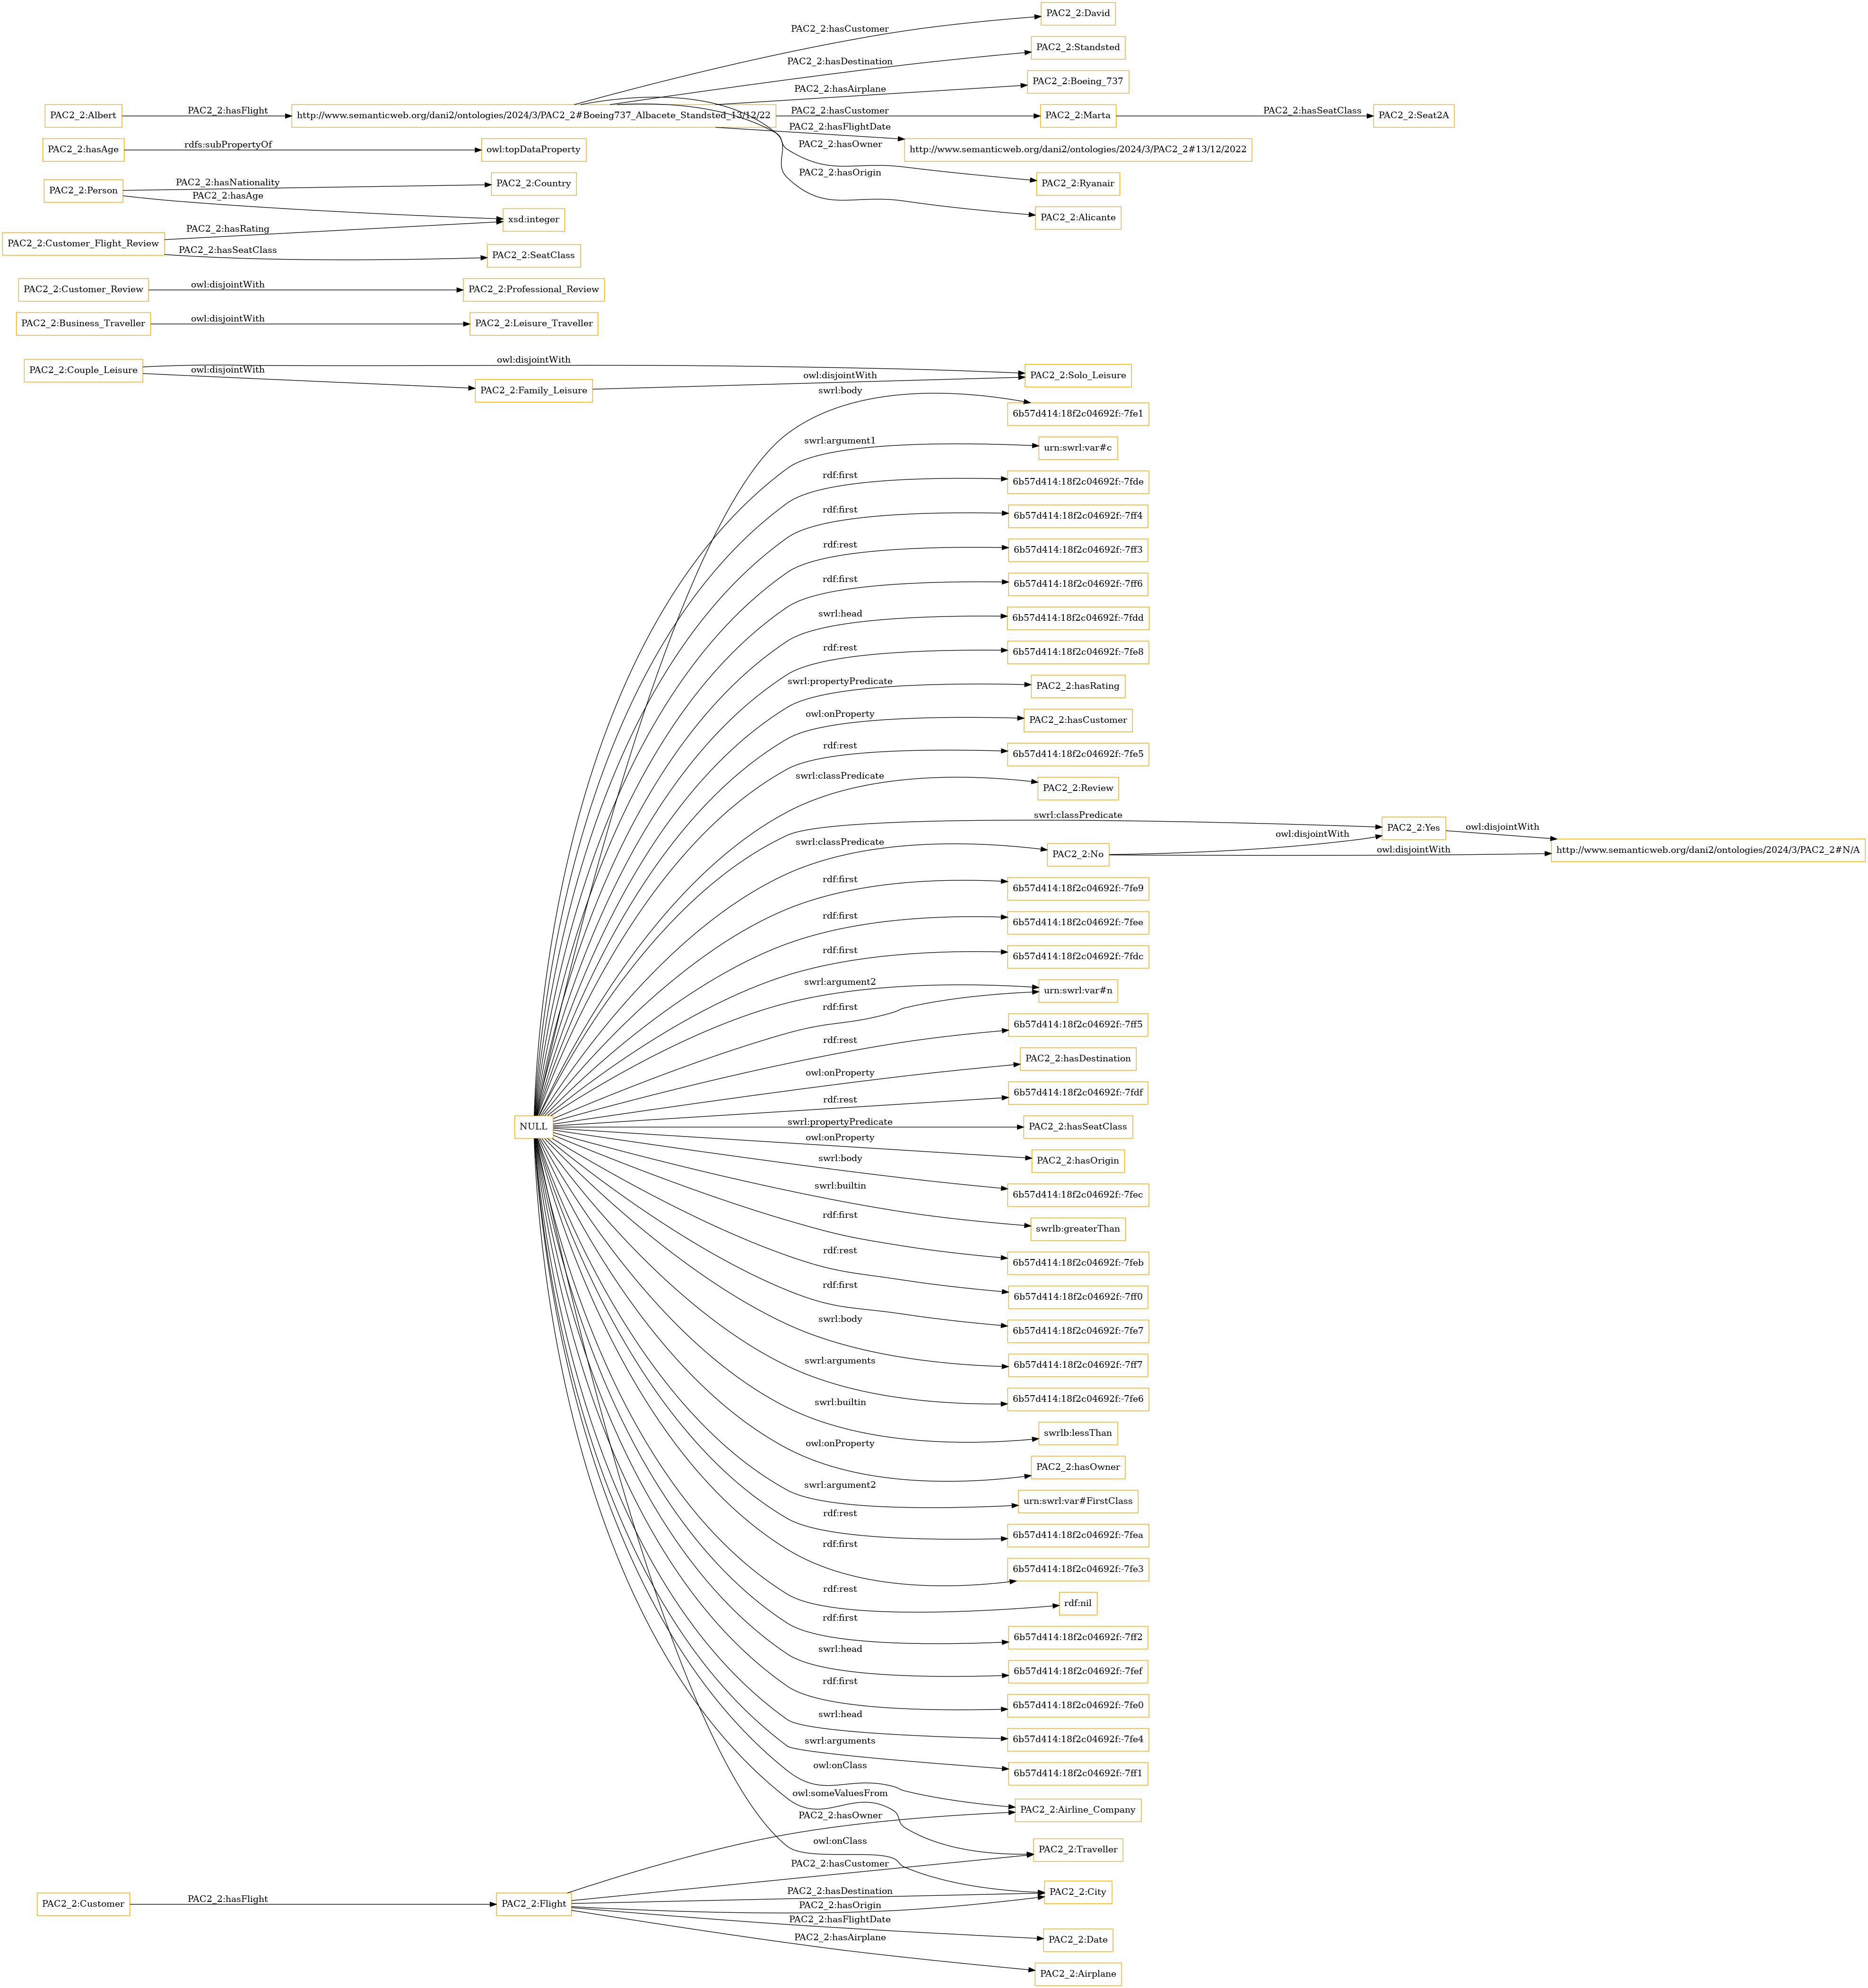 PAC2_2:David
PAC2_2:hasCustomer
PAC2_2:Standsted
PAC2_2:hasDestination
PAC2_2:Boeing_737
PAC2_2:hasAirplane
PAC2_2:Albert
PAC2_2:hasFlight
http://www.semanticweb.org/dani2/ontologies/2024/3/PAC2_2#Boeing737_Albacete_Standsted_13/12/22
PAC2_2:hasCustomer
PAC2_2:Marta
PAC2_2:hasSeatClass
PAC2_2:Seat2A
PAC2_2:hasFlightDate
http://www.semanticweb.org/dani2/ontologies/2024/3/PAC2_2#13/12/2022
PAC2_2:hasAge
rdfs:subPropertyOf
owl:topDataProperty
PAC2_2:hasOwner
PAC2_2:Ryanair
PAC2_2:hasOrigin
PAC2_2:Alicante
PAC2_2:Person
PAC2_2:hasNationality
PAC2_2:Country
PAC2_2:hasAge
xsd:integer
PAC2_2:Customer_Flight_Review
PAC2_2:hasRating
PAC2_2:hasSeatClass
PAC2_2:SeatClass
PAC2_2:Customer_Review
owl:disjointWith
PAC2_2:Professional_Review
PAC2_2:Business_Traveller
owl:disjointWith
PAC2_2:Leisure_Traveller
PAC2_2:Couple_Leisure
owl:disjointWith
owl:disjointWith
PAC2_2:Family_Leisure
owl:disjointWith
PAC2_2:Solo_Leisure
swrl:body
6b57d414:18f2c04692f:-7fe1
swrl:argument1
urn:swrl:var#c
rdf:first
6b57d414:18f2c04692f:-7fde
rdf:first
6b57d414:18f2c04692f:-7ff4
rdf:rest
6b57d414:18f2c04692f:-7ff3
rdf:first
6b57d414:18f2c04692f:-7ff6
swrl:head
6b57d414:18f2c04692f:-7fdd
rdf:rest
6b57d414:18f2c04692f:-7fe8
swrl:propertyPredicate
PAC2_2:hasRating
owl:onProperty
PAC2_2:hasCustomer
rdf:rest
6b57d414:18f2c04692f:-7fe5
swrl:classPredicate
PAC2_2:Review
swrl:classPredicate
PAC2_2:Yes
owl:disjointWith
http://www.semanticweb.org/dani2/ontologies/2024/3/PAC2_2#N/A
swrl:classPredicate
PAC2_2:No
owl:disjointWith
owl:disjointWith
rdf:first
6b57d414:18f2c04692f:-7fe9
rdf:first
6b57d414:18f2c04692f:-7fee
rdf:first
6b57d414:18f2c04692f:-7fdc
swrl:argument2
urn:swrl:var#n
rdf:first
rdf:rest
6b57d414:18f2c04692f:-7ff5
owl:onProperty
PAC2_2:hasDestination
rdf:rest
6b57d414:18f2c04692f:-7fdf
NULL
swrl:propertyPredicate
PAC2_2:hasSeatClass
owl:onProperty
PAC2_2:hasOrigin
swrl:body
6b57d414:18f2c04692f:-7fec
swrl:builtin
swrlb:greaterThan
rdf:first
6b57d414:18f2c04692f:-7feb
rdf:rest
6b57d414:18f2c04692f:-7ff0
rdf:first
6b57d414:18f2c04692f:-7fe7
swrl:body
6b57d414:18f2c04692f:-7ff7
swrl:arguments
6b57d414:18f2c04692f:-7fe6
swrl:builtin
swrlb:lessThan
owl:onProperty
PAC2_2:hasOwner
swrl:argument2
urn:swrl:var#FirstClass
rdf:rest
6b57d414:18f2c04692f:-7fea
rdf:first
6b57d414:18f2c04692f:-7fe3
rdf:rest
rdf:nil
rdf:first
6b57d414:18f2c04692f:-7ff2
swrl:head
6b57d414:18f2c04692f:-7fef
rdf:first
6b57d414:18f2c04692f:-7fe0
swrl:head
6b57d414:18f2c04692f:-7fe4
swrl:arguments
6b57d414:18f2c04692f:-7ff1
owl:onClass
PAC2_2:Airline_Company
owl:someValuesFrom
PAC2_2:hasOwner
PAC2_2:Traveller
owl:onClass
PAC2_2:hasCustomer
PAC2_2:Customer
PAC2_2:hasFlight
PAC2_2:Flight
PAC2_2:hasDestination
PAC2_2:City
PAC2_2:hasOrigin
PAC2_2:hasFlightDate
PAC2_2:Date
PAC2_2:hasAirplane
PAC2_2:Airplane